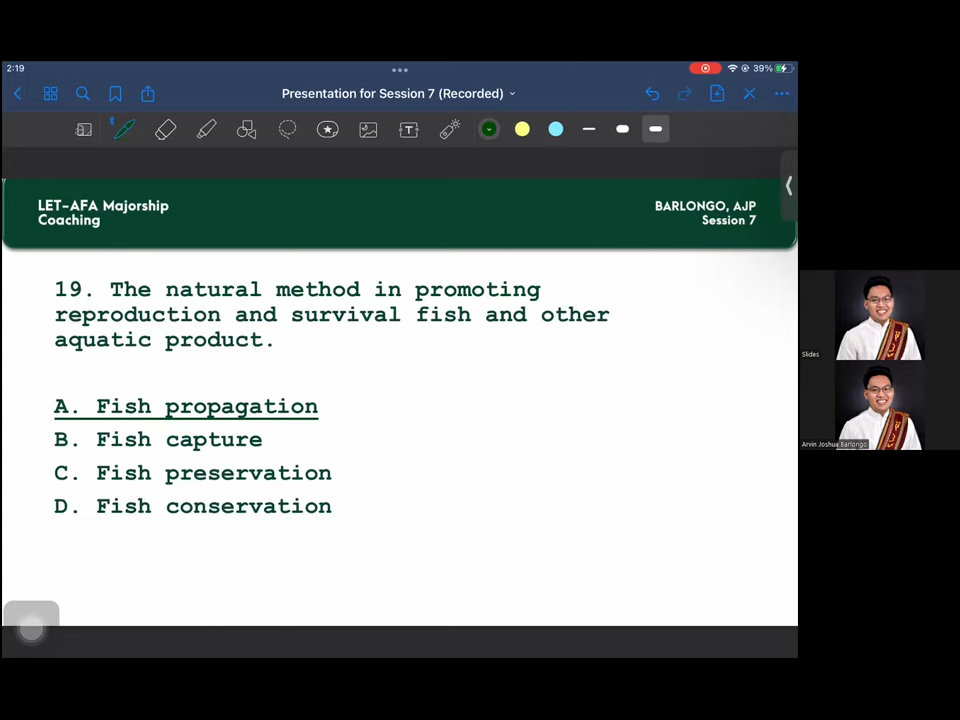 2:19
39%
Presentation for Session 7 (Recorded)
T
LET-AFA Majorship
Coaching
BARLONGO, AJP
Session 7
19. The natural method in promoting
reproduction and survival fish and other
aquatic product.
A. Fish propagation
B. Fish capture
C. Fish preservation
D. Fish conservation
Slides
Arvin Joshua Barlongo